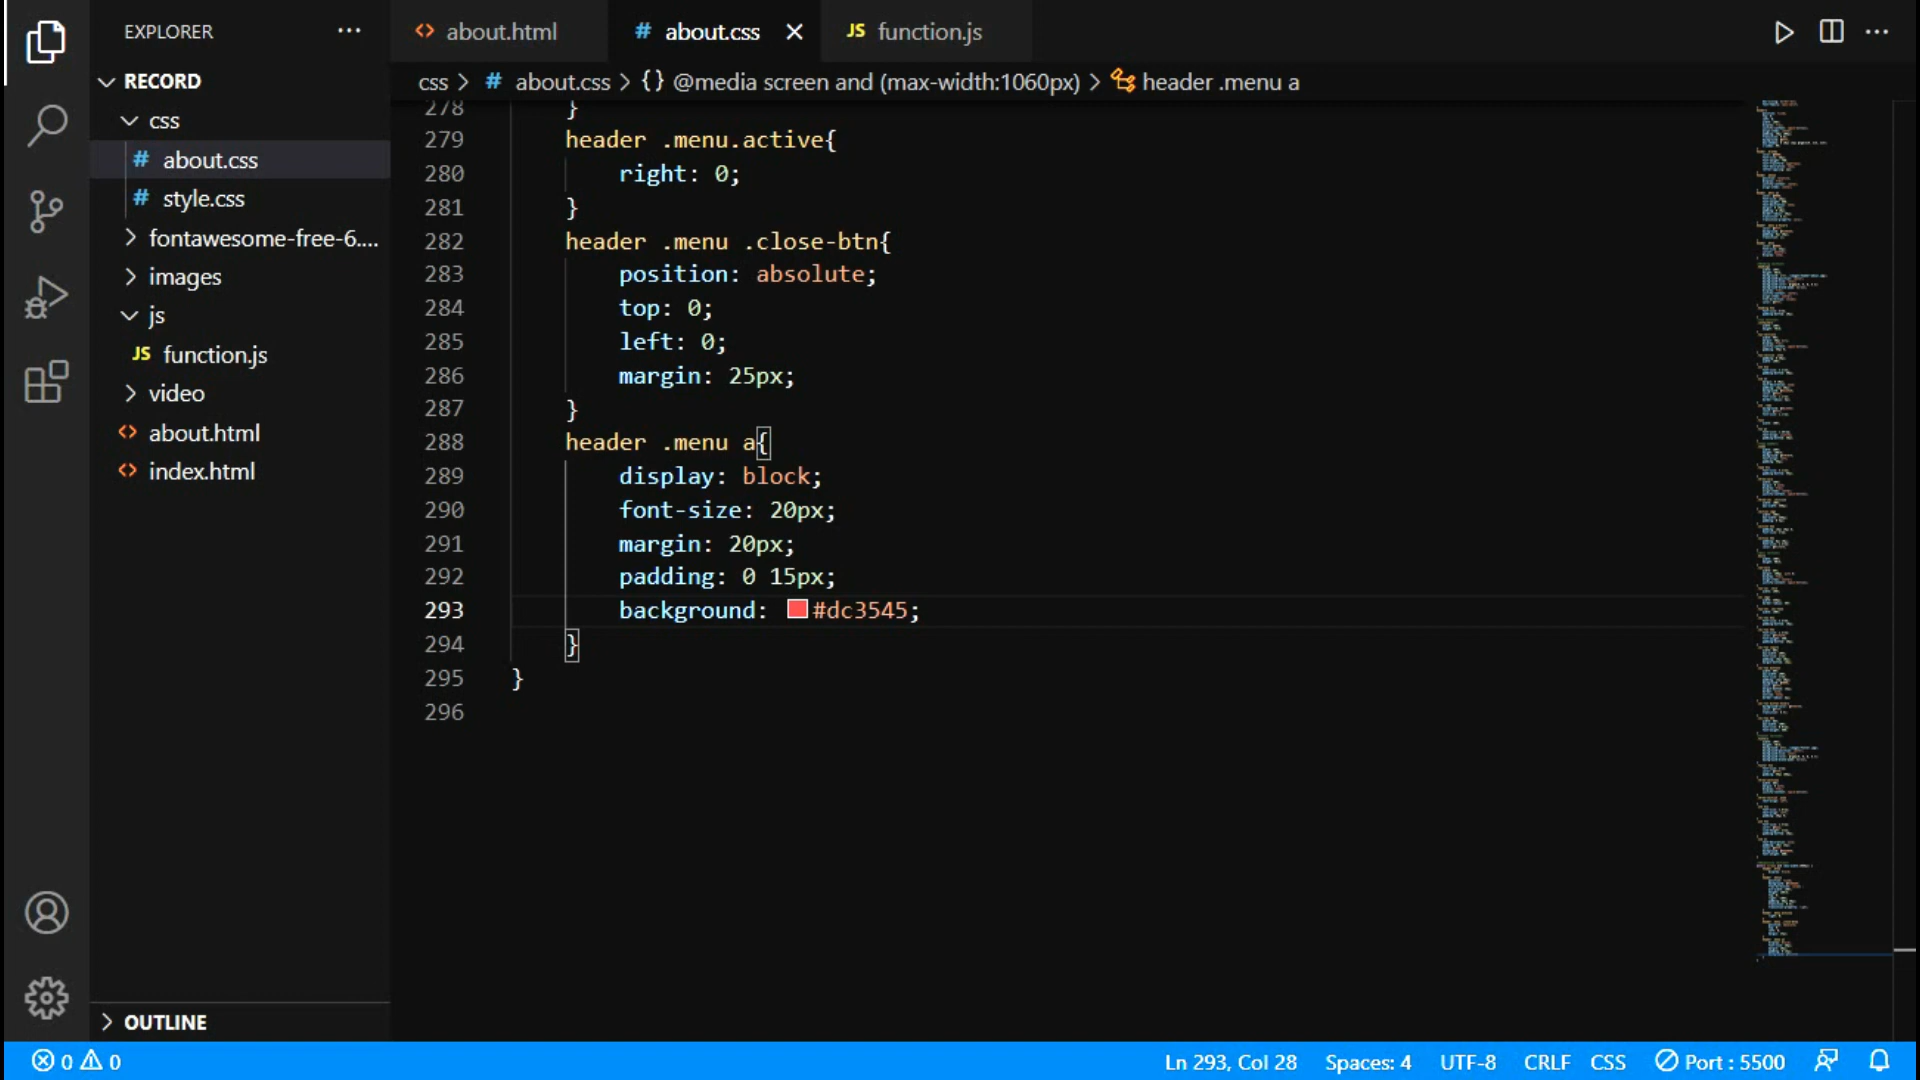 EXPLORER
RECORD
css
# about.css
# style.css
fontawesome-free-6....
images
js
JS function.js
video
<> about.html
<> index.html
OUTLINE
<> about.html
# about.css
JS function.js
css > # about.css > {} @media screen and (max-width:1060px) > header .menu a
278 }
279 header .menu.active{
280 right: 0;
281 }
282 header .menu .close-btn{
283 position: absolute;
284 top: 0;
285 left: 0;
286 margin: 25px;
287 }
288 header .menu a{
289 display: block;
290 font-size: 20px;
291 margin: 20px;
292 padding: 0 15px;
293 background: #dc3545;
294 }
295 }
296
0 0
Ln 293, Col 28 Spaces: 4 UTF-8 CRLF CSS Port : 5500